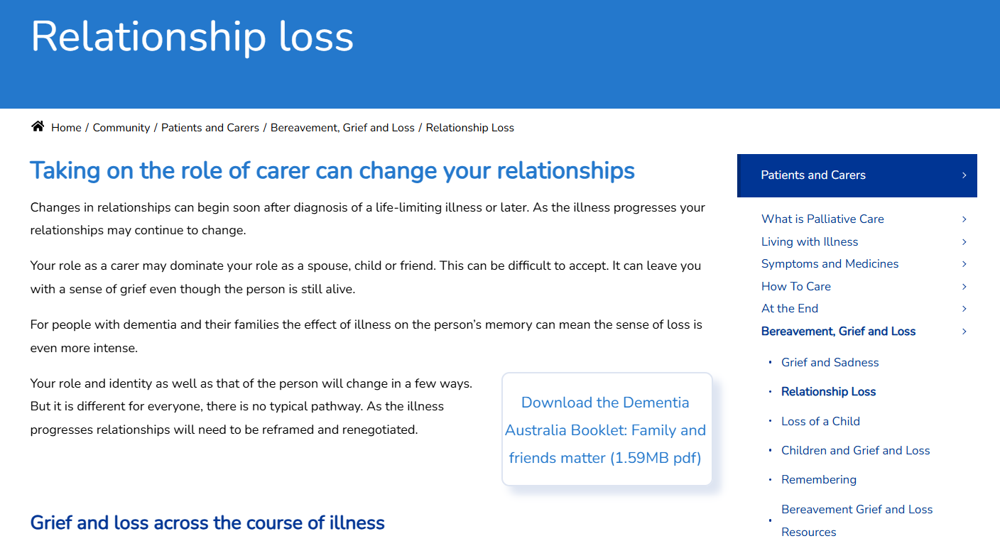 Relationship loss
Home / Community / Patients and Carers / Bereavement, Grief and Loss / Relationship Loss
Taking on the role of carer can change your relationships
Changes in relationships can begin soon after diagnosis of a life-limiting illness or later. As the illness progresses your
relationships may continue to change.
Your role as a carer may dominate your role as a spouse, child or friend. This can be difficult to accept. It can leave you
with a sense of grief even though the person is still alive.
For people with dementia and their families the effect of illness on the person’s memory can mean the sense of loss is
even more intense.
Your role and identity as well as that of the person will change in a few ways.
But it is different for everyone, there is no typical pathway. As the illness
progresses relationships will need to be reframed and renegotiated.
Download the Dementia
Australia Booklet: Family and
friends matter (1.59MB pdf)
Grief and loss across the course of illness
Patients and Carers
What is Palliative Care
Living with Illness
Symptoms and Medicines
How To Care
At the End
Bereavement, Grief and Loss
Grief and Sadness
Relationship Loss
Loss of a Child
Children and Grief and Loss
Remembering
Bereavement Grief and Loss
Resources